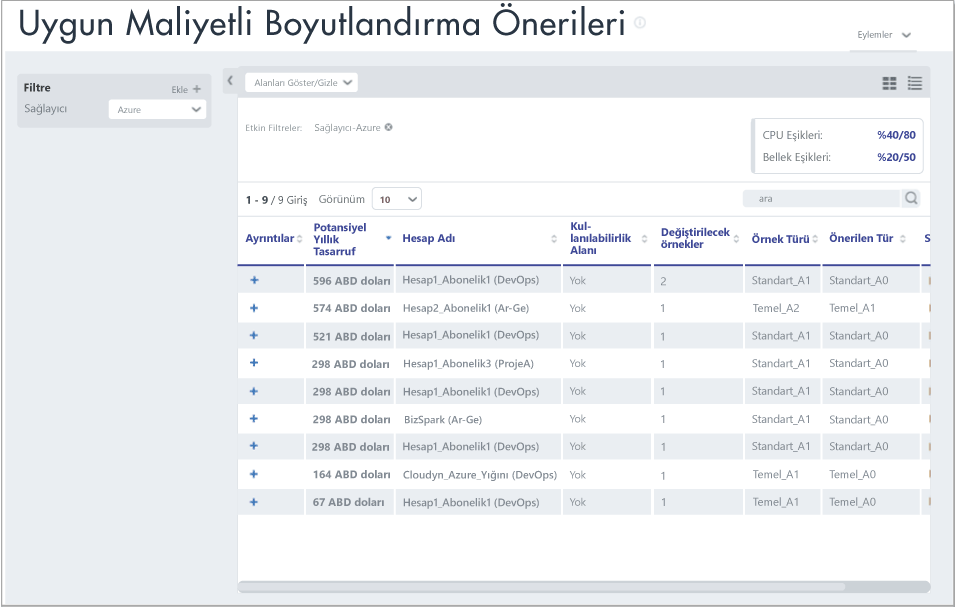 Uygun Maliyetli Boyutlandırma Önerileri
Eylemler
Filtre Ekle +
Sağlayıcı Azure
Alanlan Göster/Gizle
Etkin Filtreler: Sağlayıcı-Azure
CPU Eşikleri: %40/80
Bellek Eşikleri: %20/50
1 - 9 / 9 Giriş Görünüm 10 ara
Ayrıntılar Potansiyel Yıllık Tasarruf Hesap Adı Kul-lanılabilirlik Alanı Değiştirilecek örnekler Örnek Türü Önerilen Tür S
+ 596 ABD doları Hesap1_Abonelik1 (DevOps) Yok 2 Standart_A1 Standart_A0
+ 574 ABD doları Hesap2_Abonelik1 (Ar-Ge) Yok 1 Temel_A2 Temel_A1
+ 521 ABD doları Hesap1_Abonelik1 (DevOps) Yok 1 Standart_A1 Standart_A0
+ 298 ABD doları Hesap1_Abonelik3 (ProjeA) Yok 1 Standart_A1 Standart_A0
+ 298 ABD doları Hesap1_Abonelik1 (DevOps) Yok 1 Standart_A1 Standart_A0
+ 298 ABD doları BizSpark (Ar-Ge) Yok 1 Standart_A1 Standart_A0
+ 298 ABD doları Hesap1_Abonelik1 (DevOps) Yok 1 Standart_A1 Standart_A0
+ 164 ABD doları Cloudyn_Azure_Yığını (DevOps) Yok 1 Temel_A1 Temel_A0
+ 67 ABD doları Hesap1_Abonelik1 (DevOps) Yok 1 Temel_A1 Temel_A0